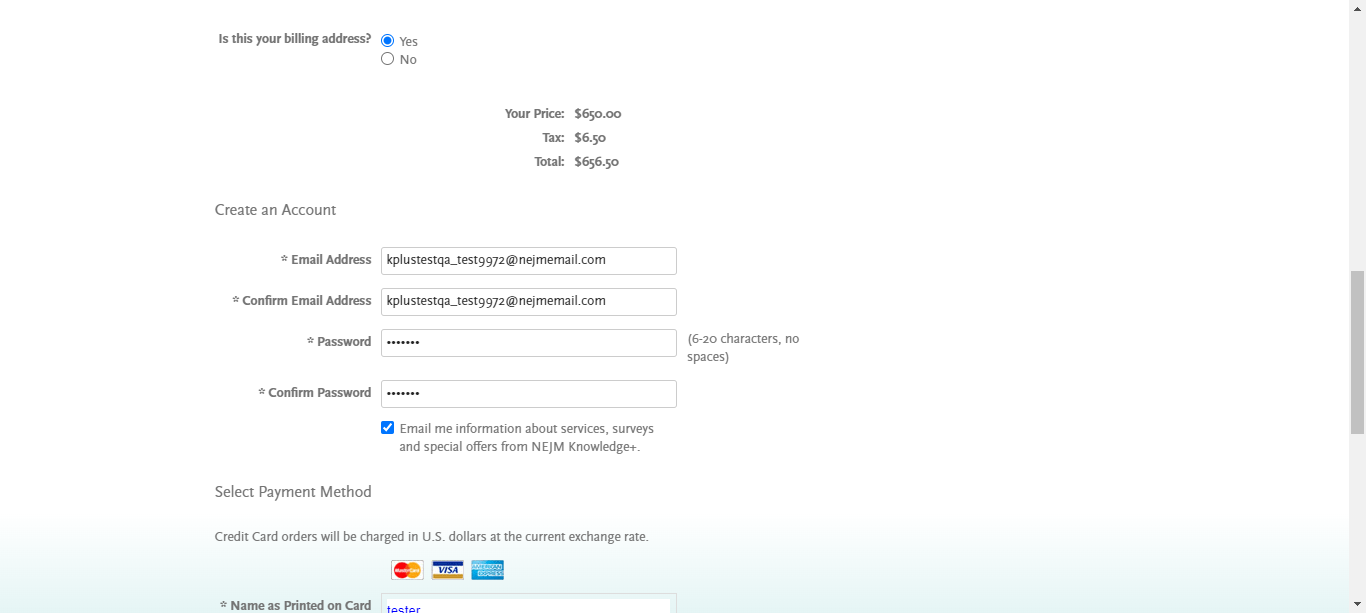 Is this your billing address?
Yes
No
Your Price: $650.00
Tax: $6.50
Total: $656.50
Create an Account
* Email Address kplustestqa_test9972@nejmemail.com
* Confirm Email Address kplustestqa_test9972@nejmemail.com
* Password ••••••• (6-20 characters, no
spaces)
* Confirm Password •••••••
Email me information about services, surveys
and special offers from NEJM Knowledge+.
Select Payment Method
Credit Card orders will be charged in U.S. dollars at the current exchange rate.
MasterCard VISA AMERICAN EXPRESS
* Name as Printed on Card tester